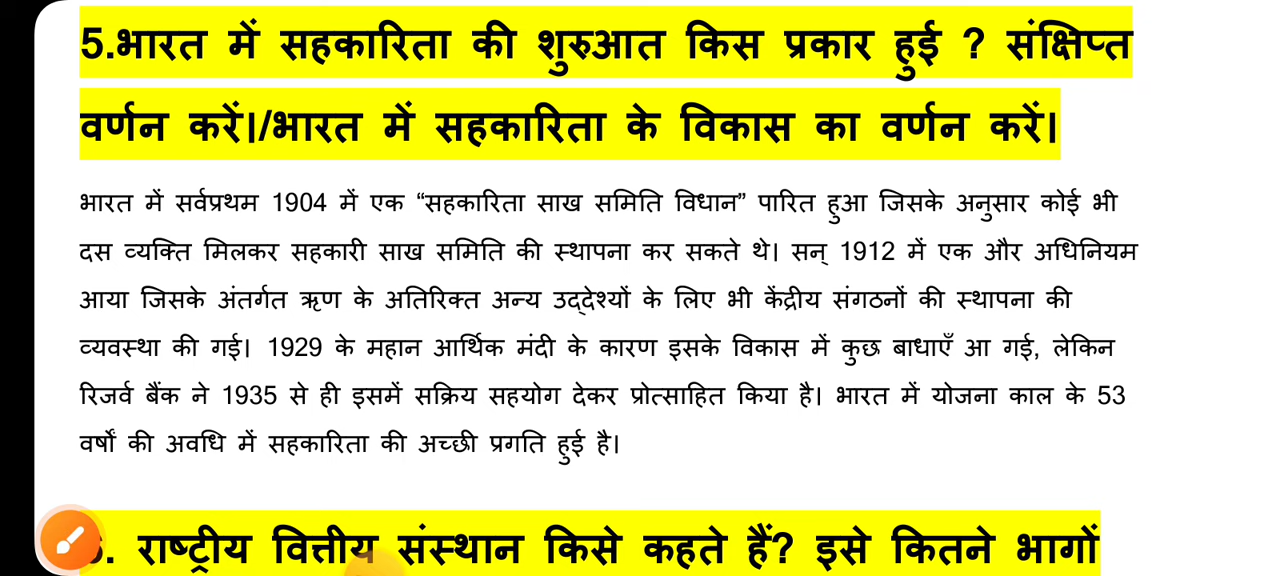 5.भारत में सहकारिता की शुरुआत किस प्रकार हुई ? संक्षिप्त
वर्णन करें।/भारत में सहकारिता के विकास का वर्णन करें।
भारत में सर्वप्रथम 1904 में एक “सहकारिता साख समिति विधान” पारित हुआ जिसके अनुसार कोई भी
दस व्यक्ति मिलकर सहकारी साख समिति की स्थापना कर सकते थे। सन् 1912 में एक और अधिनियम
आया जिसके अंतर्गत ऋण के अतिरिक्त अन्य उद्देश्यों के लिए भी केंद्रीय संगठनों की स्थापना की
व्यवस्था की गई। 1929 के महान आर्थिक मंदी के कारण इसके विकास में कुछ बाधाएँ आ गई, लेकिन
रिजर्व बैंक ने 1935 से ही इसमें सक्रिय सहयोग देकर प्रोत्साहित किया है। भारत में योजना काल के 53
वर्षों की अवधि में सहकारिता की अच्छी प्रगति हुई है।
. राष्ट्रीय वित्तीय संस्थान किसे कहते हैं? इसे कितने भागों